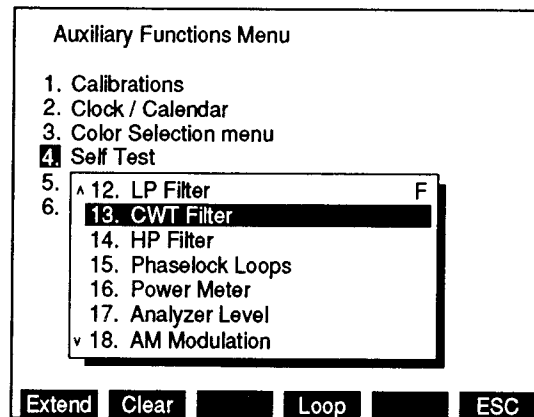 Auxiliary Functions Menu
1. Calibrations
2. Clock / Calendar
3. Color Selection menu
4. Self Test
5.
6.
^ 12. LP Filter F
13. CWT Filter
14. HP Filter
15. Phaselock Loops
16. Power Meter
17. Analyzer Level
v 18. AM Modulation
Extend Clear Loop ESC